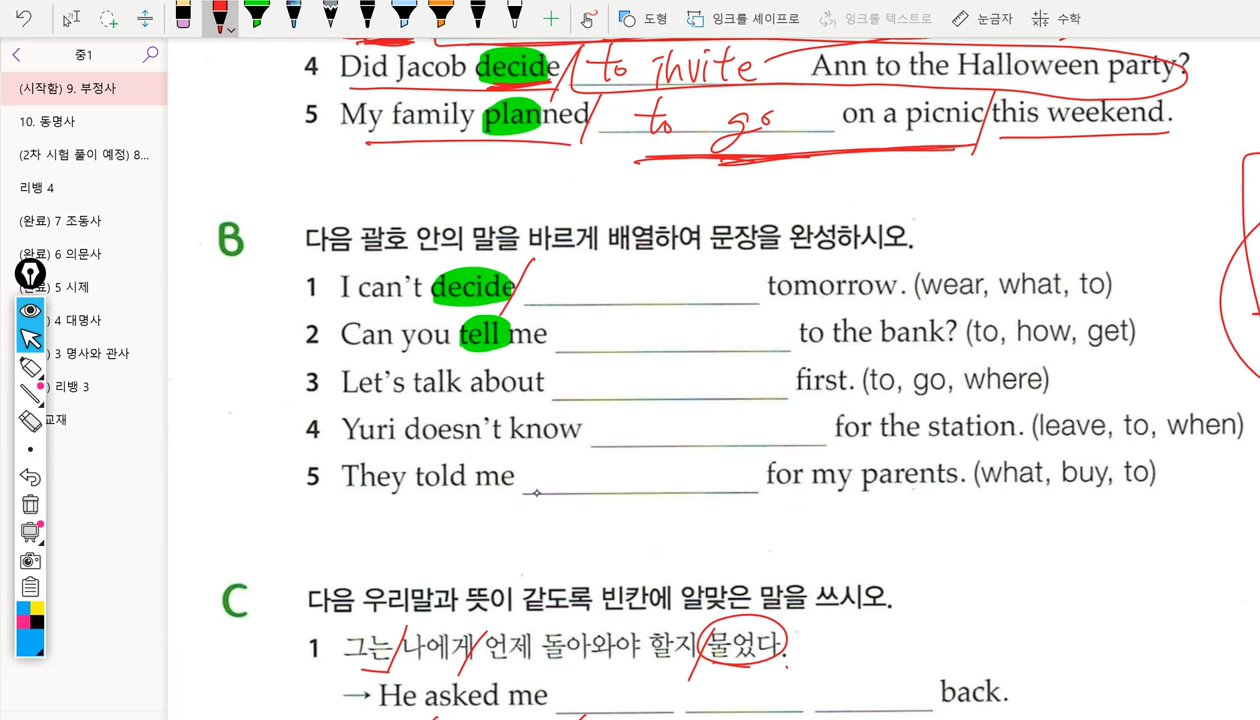 도형
잉크를 셰이프로
잉크를 텍스트로
눈금자
수학
중1
(시작함) 9. 부정사
10. 동명사
(2차 시험 풀이 예정) 8...
리뱅 4
(완료) 7 조동사
(완료) 6 의문사
5 시제
) 4 대명사
) 3 명사와 관사
) 리뱅 3
교재
4 Did Jacob decide to invite Ann to the Halloween party?
5 My family planned to go on a picnic this weekend.
B 다음 괄호 안의 말을 바르게 배열하여 문장을 완성하시오.
1 I can't decide ____________ tomorrow. (wear, what, to)
2 Can you tell me ____________ to the bank? (to, how, get)
3 Let's talk about ____________ first. (to, go, where)
4 Yuri doesn't know ____________ for the station. (leave, to, when)
5 They told me ____________ for my parents. (what, buy, to)
C 다음 우리말과 뜻이 같도록 빈칸에 알맞은 말을 쓰시오.
1 그는 나에게 언제 돌아와야 할지 물었다.
→ He asked me ______ ______ ______ back.